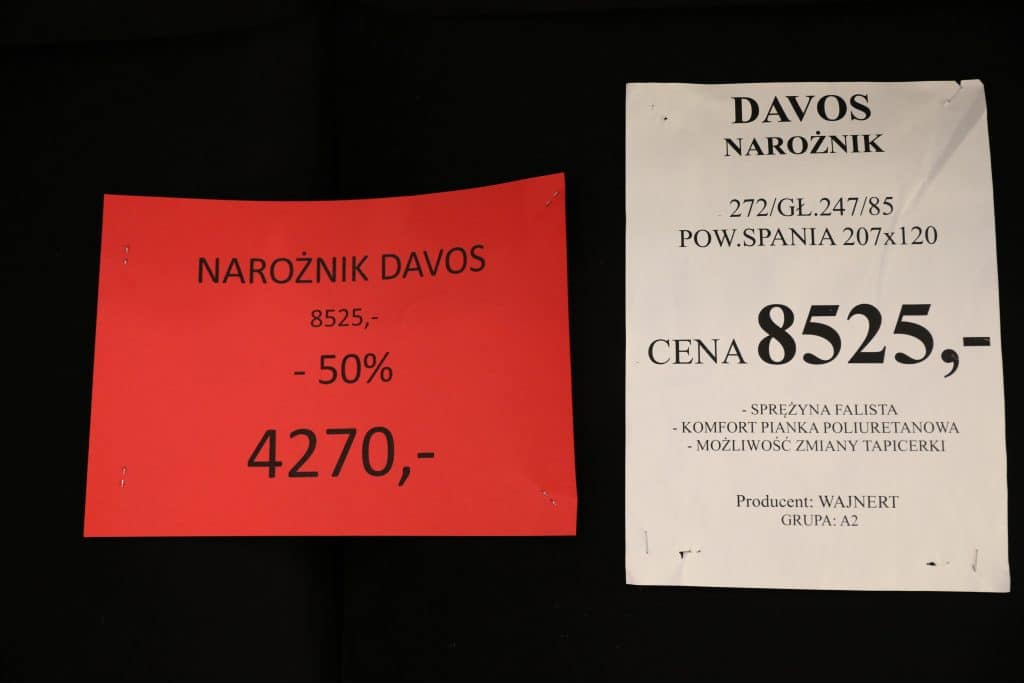 NAROŻNIK DAVOS
8525,-
- 50%
4270,-
DAVOS
NAROŻNIK
272/GŁ.247/85
POW.SPANIA 207x120
CENA 8525,-
- SPRĘŻYNA FALISTA
- KOMFORT PIANKA POLIURETANOWA
- MOŻLIWOŚĆ ZMIANY TAPICERKI
Producent: WAJNERT
GRUPA: A2